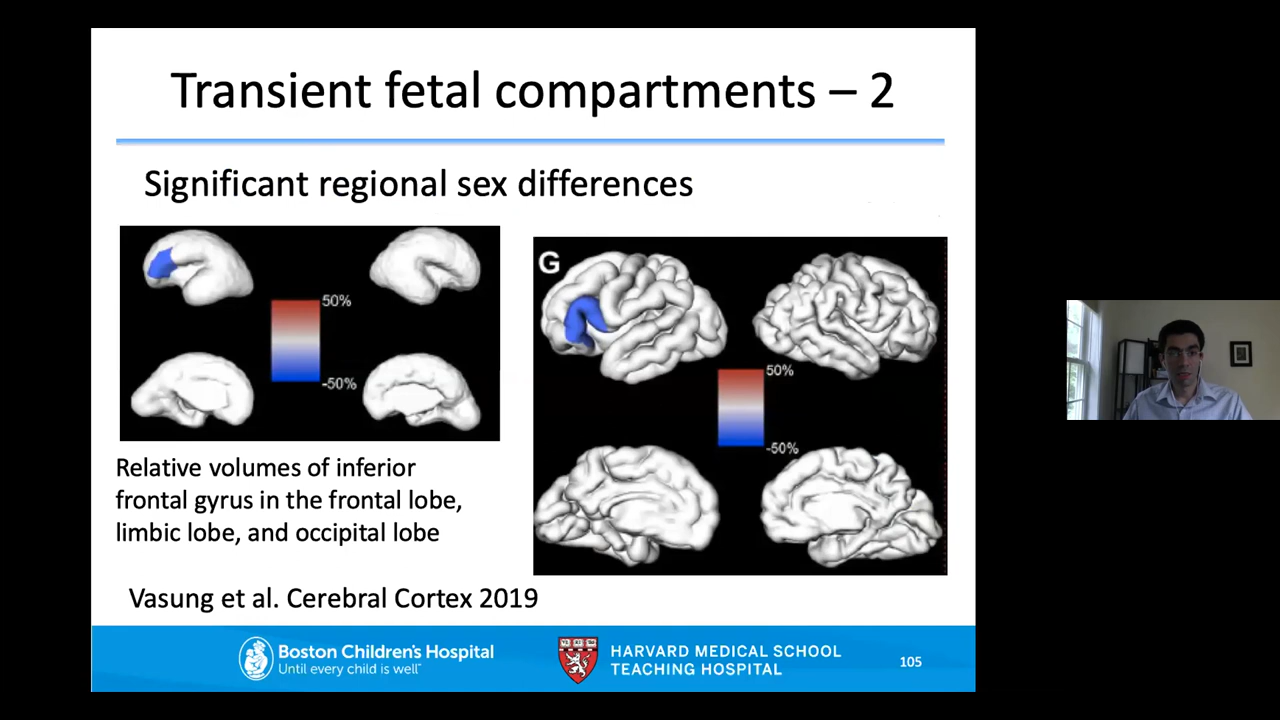 Transient fetal compartments – 2
Significant regional sex differences
50%
-50%
G
50%
-50%
Relative volumes of inferior
frontal gyrus in the frontal lobe,
limbic lobe, and occipital lobe
Vasung et al. Cerebral Cortex 2019
Boston Children's Hospital
Until every child is well™
HARVARD MEDICAL SCHOOL
TEACHING HOSPITAL
105